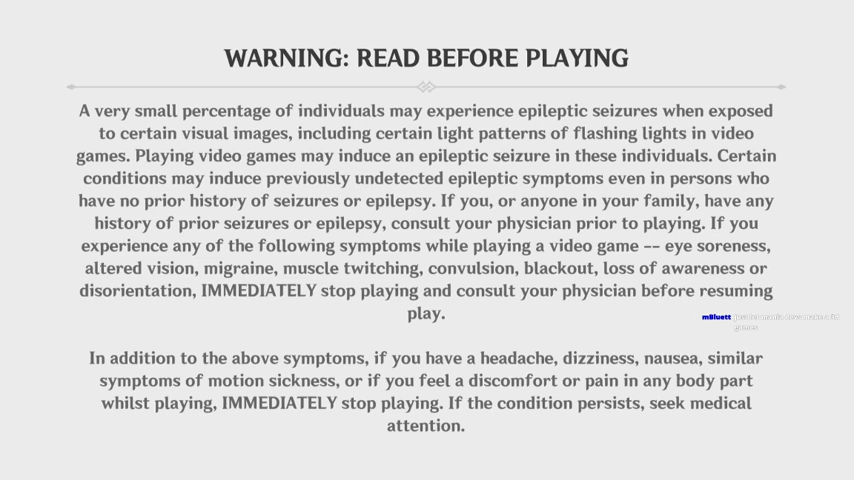 WARNING: READ BEFORE PLAYING
A very small percentage of individuals may experience epileptic seizures when exposed
to certain visual images, including certain light patterns of flashing lights in video
games. Playing video games may induce an epileptic seizure in these individuals. Certain
conditions may induce previously undetected epileptic symptoms even in persons who
have no prior history of seizures or epilepsy. If you, or anyone in your family, have any
history of prior seizures or epilepsy, consult your physician prior to playing. If you
experience any of the following symptoms while playing a video game -- eye soreness,
altered vision, migraine, muscle twitching, convulsion, blackout, loss of awareness or
disorientation, IMMEDIATELY stop playing and consult your physician before resuming
play.
mBluett
games
In addition to the above symptoms, if you have a headache, dizziness, nausea, similar
symptoms of motion sickness, or if you feel a discomfort or pain in any body part
whilst playing, IMMEDIATELY stop playing. If the condition persists, seek medical
attention.